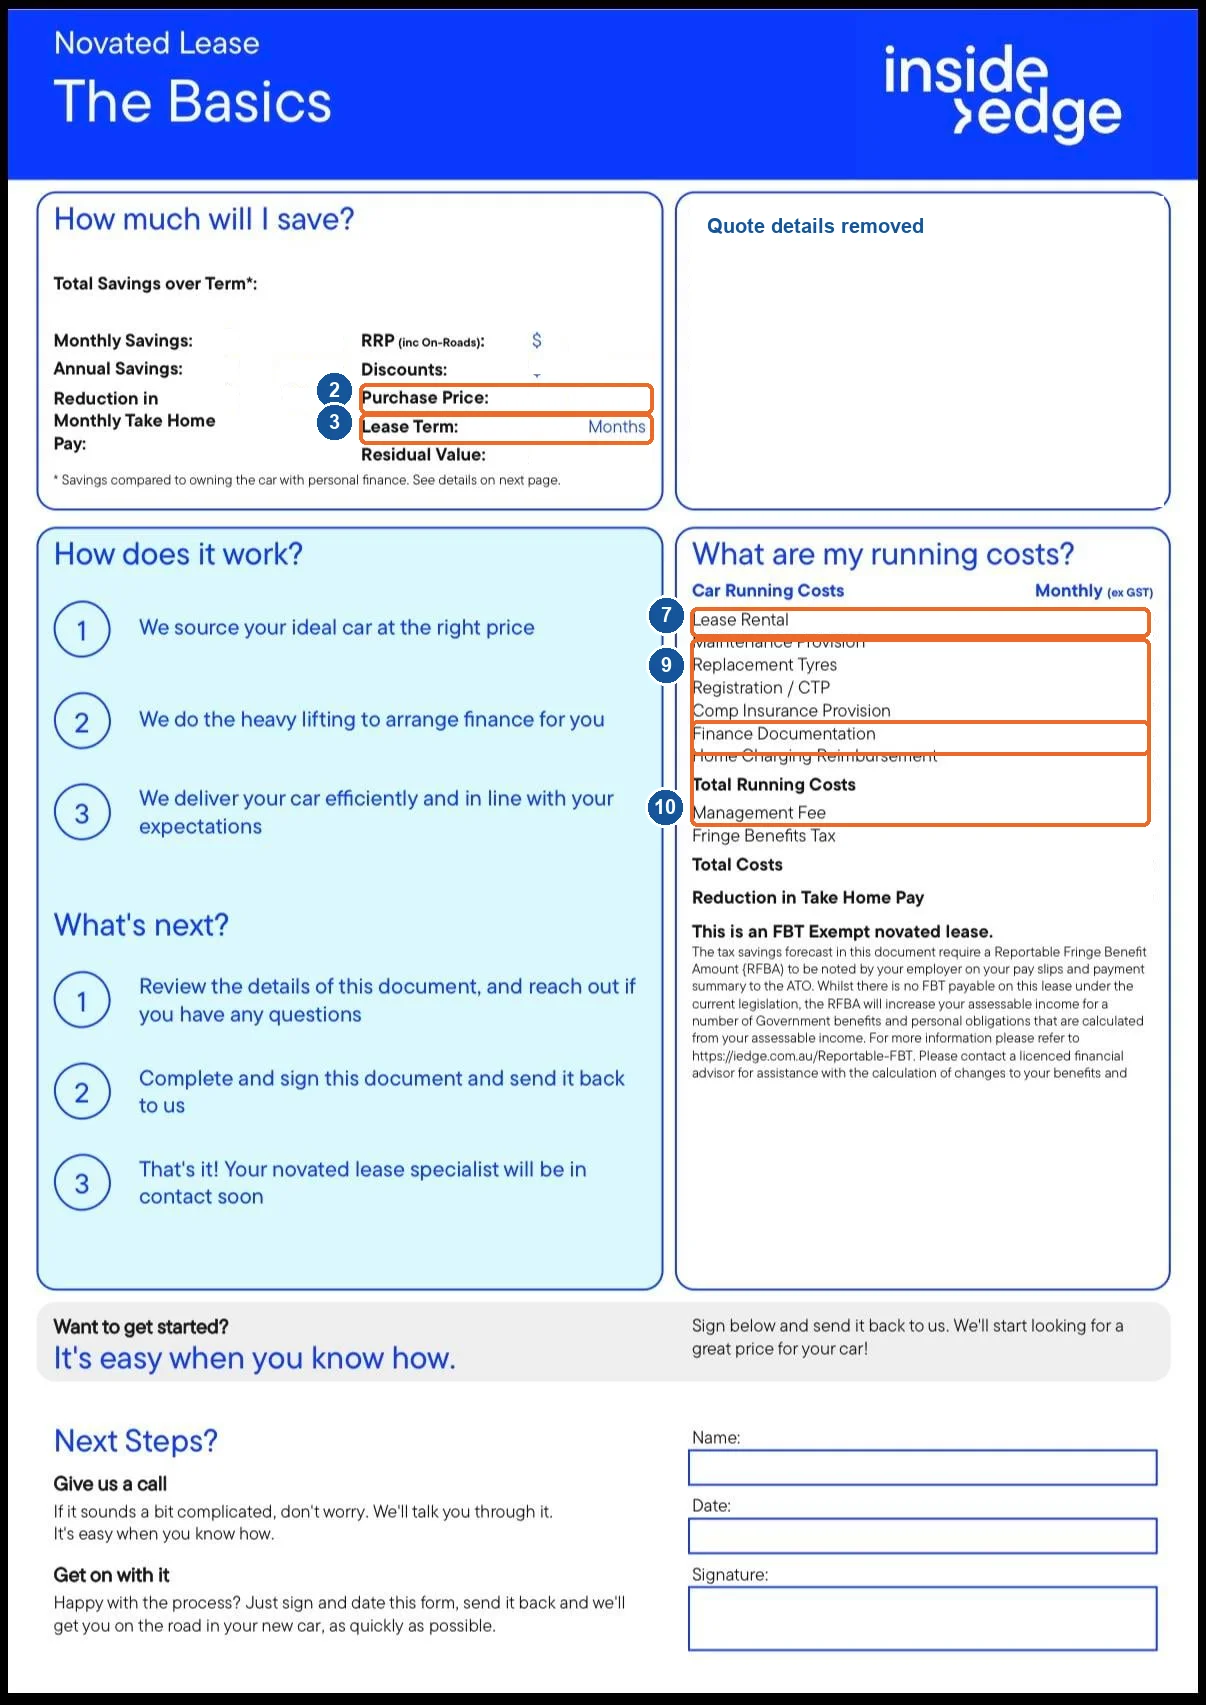 Novated Lease
The Basics
inside
edge
How much will I save?
Total Savings over Term*:
Monthly Savings:
Annual Savings:
Reduction in
Monthly Take Home
Pay:
RRP (inc On-Roads): $
Discounts:
2
Purchase Price:
3
Lease Term: Months
Residual Value:
* Savings compared to owning the car with personal finance. See details on next page.
Quote details removed
How does it work?
1
We source your ideal car at the right price
2
We do the heavy lifting to arrange finance for you
3
We deliver your car efficiently and in line with your
expectations
What's next?
1
Review the details of this document, and reach out if
you have any questions
2
Complete and sign this document and send it back
to us
3
That's it! Your novated lease specialist will be in
contact soon
What are my running costs?
Car Running Costs Monthly (ex GST)
7
Lease Rental
Maintenance Provision
9
Replacement Tyres
Registration / CTP
Comp Insurance Provision
Finance Documentation
Home Charging Reimbursement
Total Running Costs
10
Management Fee
Fringe Benefits Tax
Total Costs
Reduction in Take Home Pay
This is an FBT Exempt novated lease.
The tax savings forecast in this document require a Reportable Fringe Benefit
Amount (RFBA) to be noted by your employer on your pay slips and payment
summary to the ATO. Whilst there is no FBT payable on this lease under the
current legislation, the RFBA will increase your assessable income for a
number of Government benefits and personal obligations that are calculated
from your assessable income. For more information please refer to
https://iedge.com.au/Reportable-FBT. Please contact a licenced financial
advisor for assistance with the calculation of changes to your benefits and
Want to get started?
It's easy when you know how.
Sign below and send it back to us. We'll start looking for a
great price for your car!
Next Steps?
Give us a call
If it sounds a bit complicated, don't worry. We'll talk you through it.
It's easy when you know how.
Get on with it
Happy with the process? Just sign and date this form, send it back and we'll
get you on the road in your new car, as quickly as possible.
Name:
Date:
Signature: